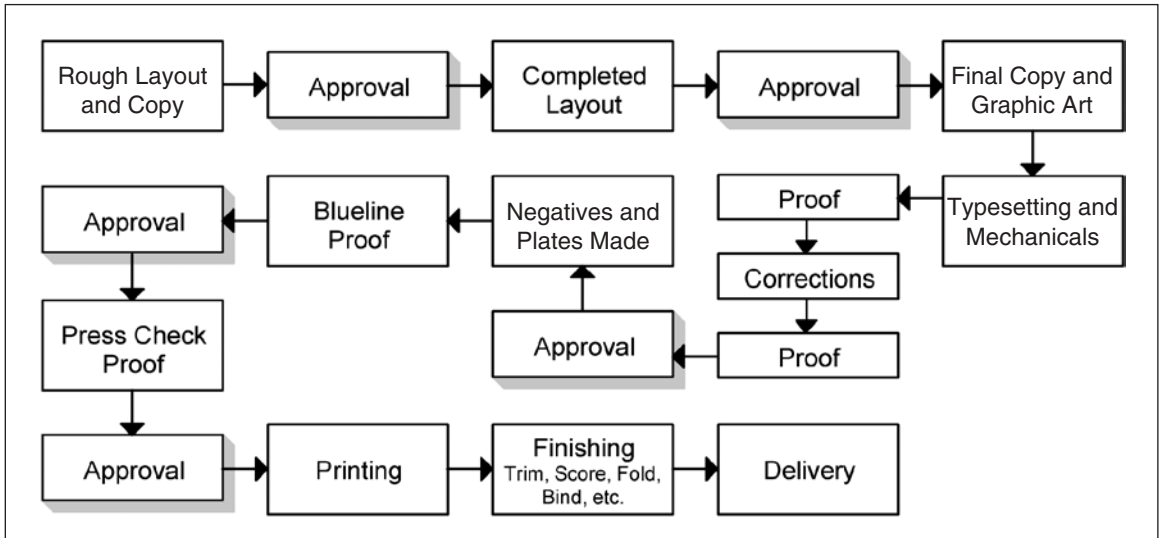 Rough Layout
and Copy
Approval
Completed
Layout
Approval
Final Copy and
Graphic Art
Typesetting and
Mechanicals
Proof
Corrections
Proof
Approval
Negatives and
Plates Made
Blueline
Proof
Approval
Press Check
Proof
Approval
Printing
Finishing
Trim, Score, Fold,
Bind, etc.
Delivery